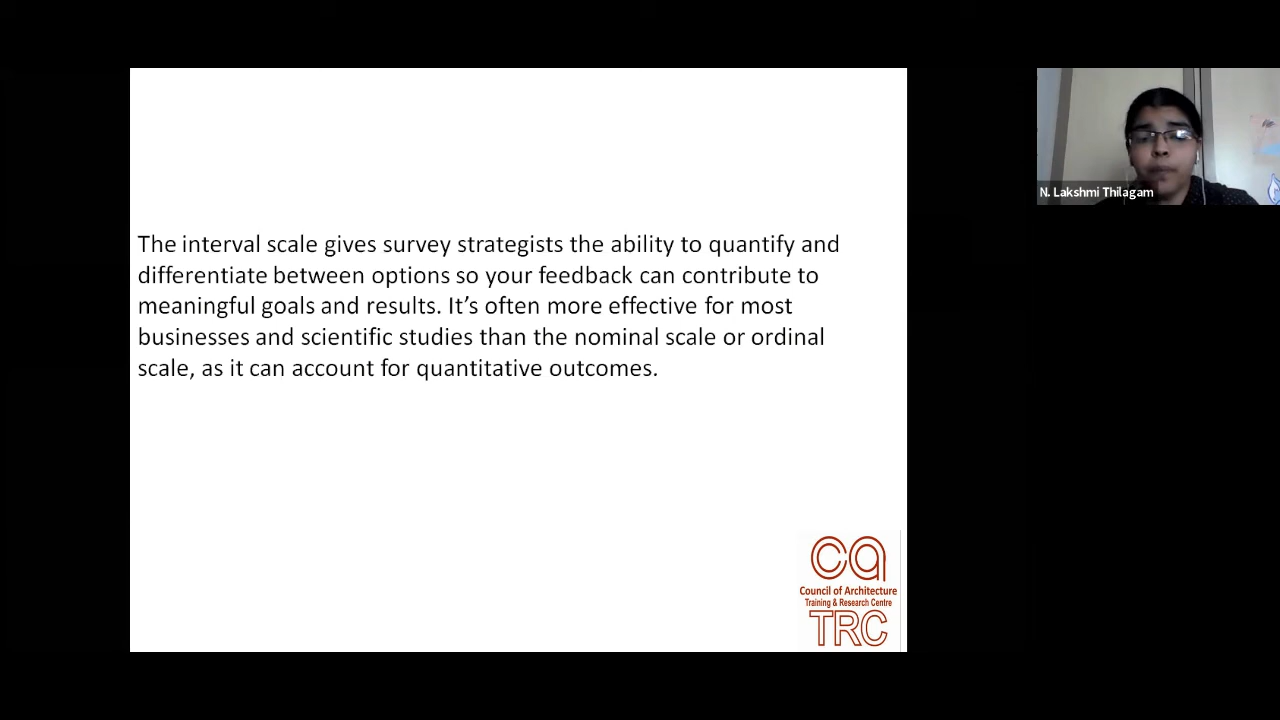 The interval scale gives survey strategists the ability to quantify and
differentiate between options so your feedback can contribute to
meaningful goals and results. It’s often more effective for most
businesses and scientific studies than the nominal scale or ordinal
scale, as it can account for quantitative outcomes.
N. Lakshmi Thilagam
ca
Council of Architecture
Training & Research Centre
TRC